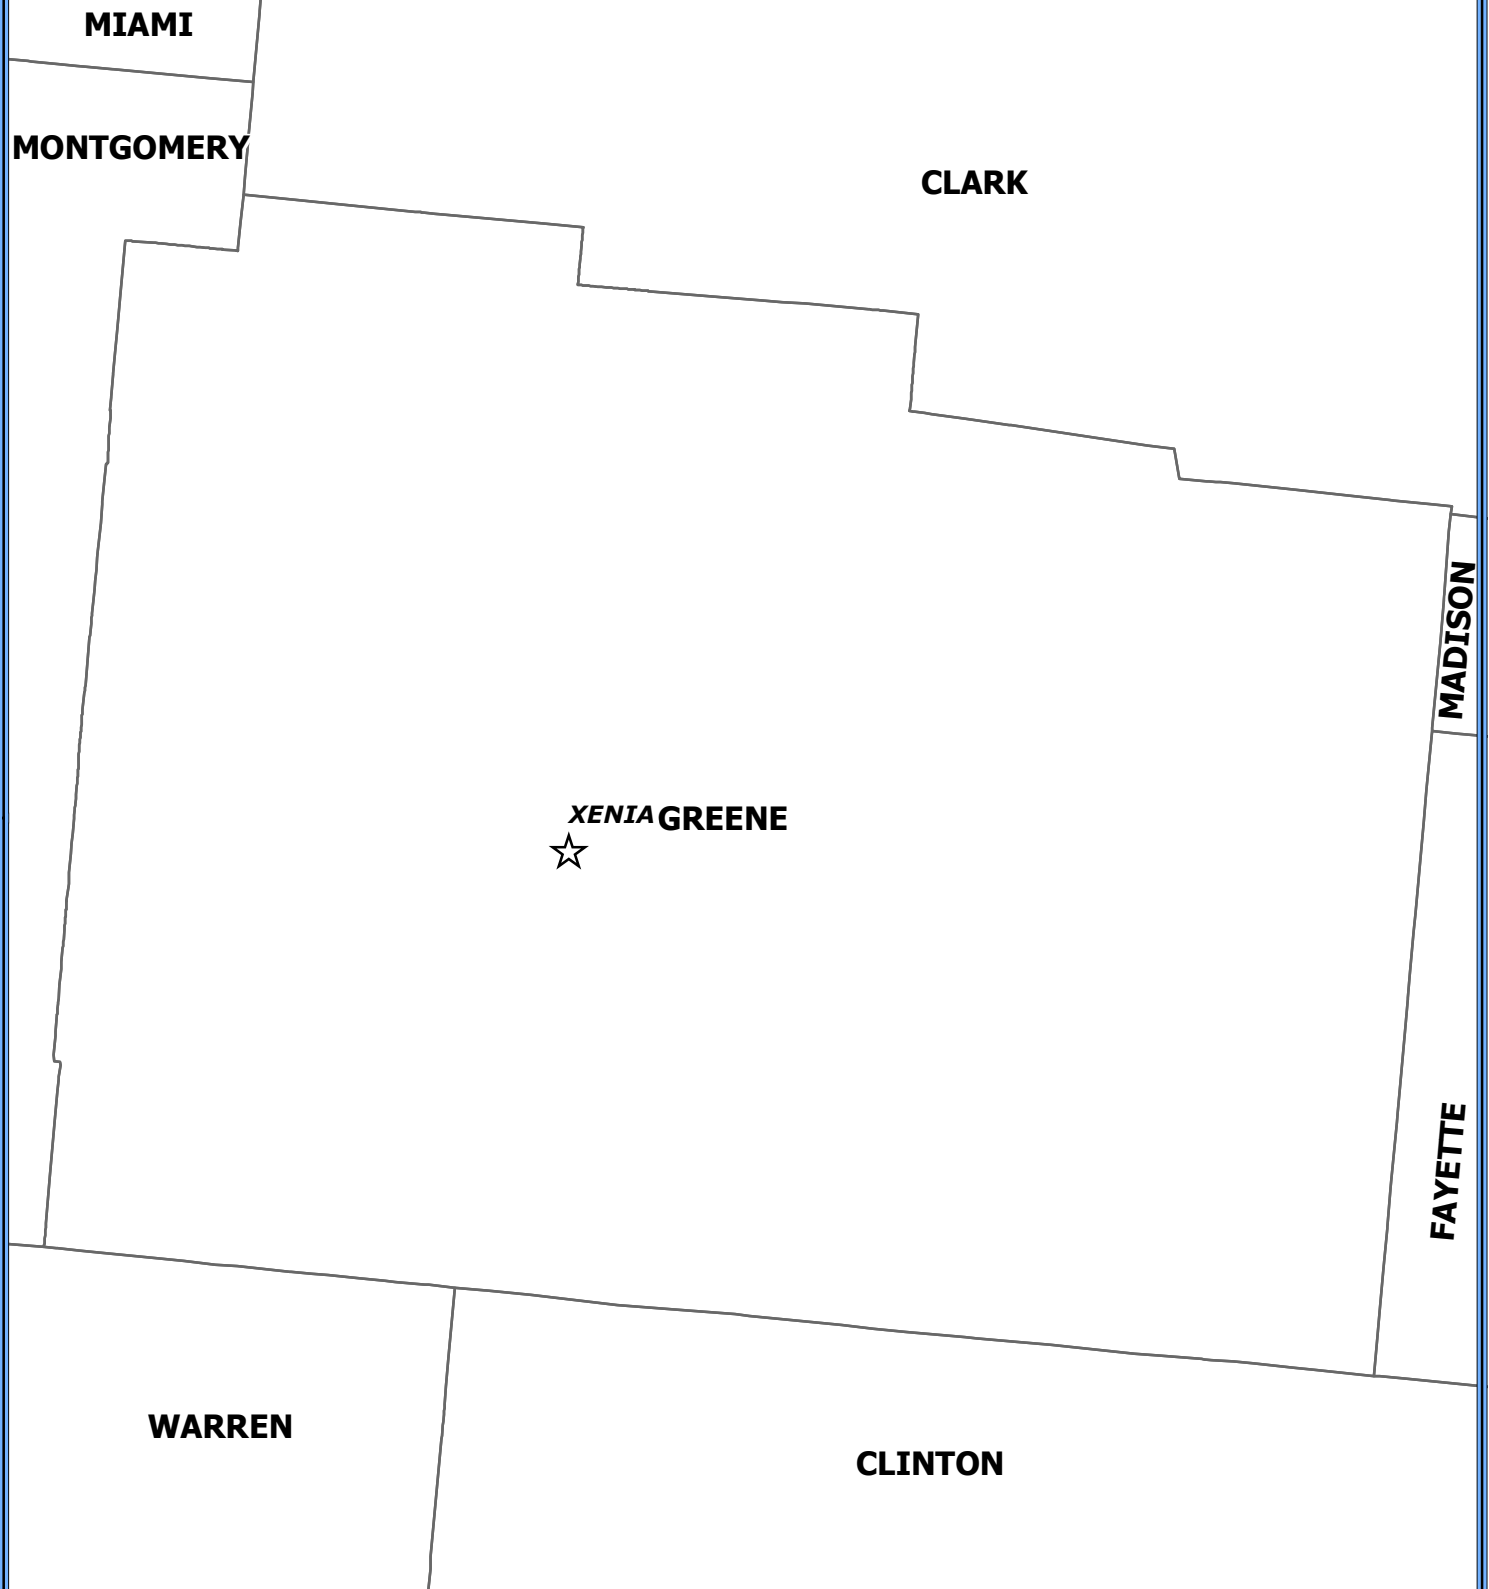 MIAMI
MONTGOMERY
CLARK
MADISON
XENIA
GREENE
FAYETTE
WARREN
CLINTON